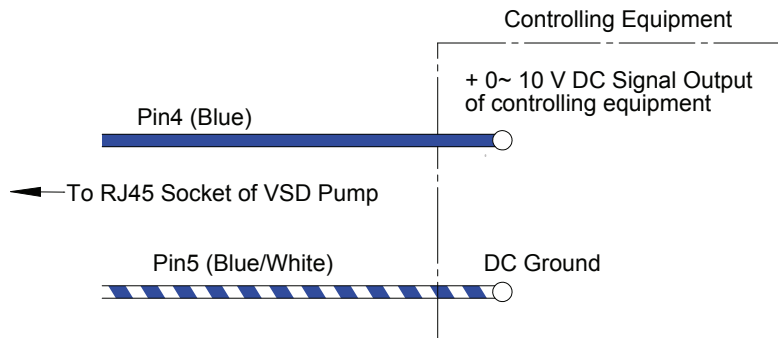 Controlling Equipment
+ 0~ 10 V DC Signal Output
of controlling equipment
Pin4 (Blue)
To RJ45 Socket of VSD Pump
Pin5 (Blue/White)
DC Ground